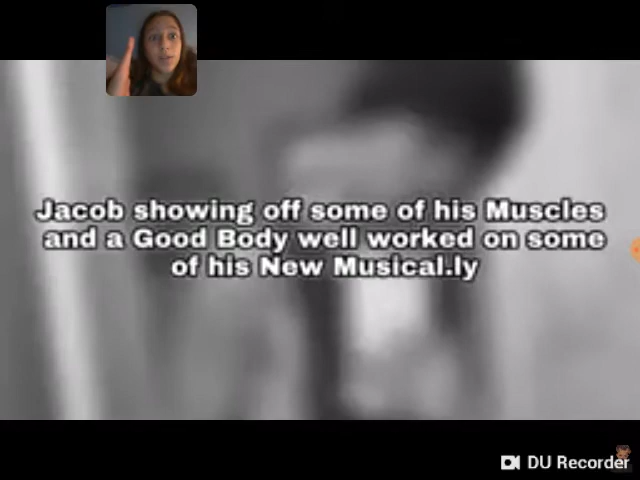 Jacob showing off some of his Muscles
and a Good Body well worked on some
of his New Musical.ly
DU Recorder